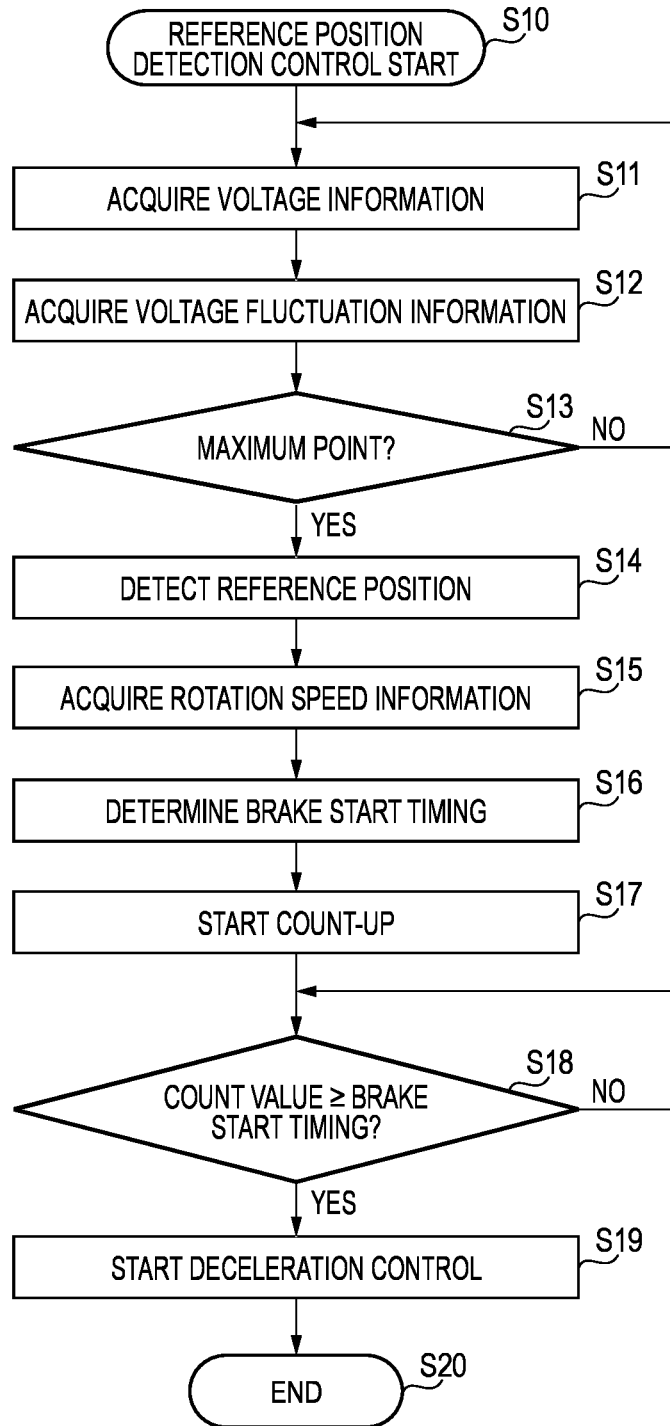 REFERENCE POSITION
DETECTION CONTROL START
S10
S11
ACQUIRE VOLTAGE INFORMATION
S12
ACQUIRE VOLTAGE FLUCTUATION INFORMATION
S13
MAXIMUM POINT?
NO
YES
S14
DETECT REFERENCE POSITION
S15
ACQUIRE ROTATION SPEED INFORMATION
S16
DETERMINE BRAKE START TIMING
S17
START COUNT-UP
S18
COUNT VALUE ≥ BRAKE
START TIMING?
NO
YES
S19
START DECELERATION CONTROL
S20
END